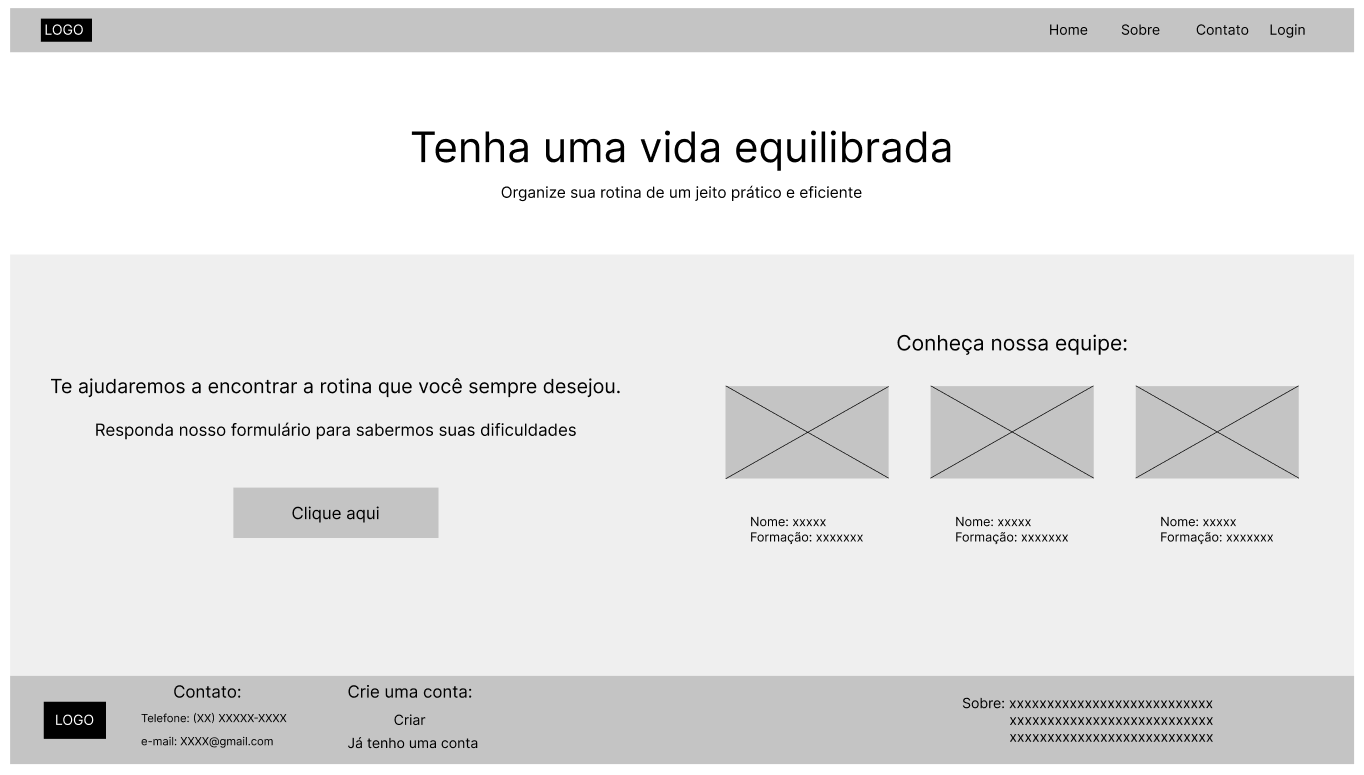 LOGO
Home Sobre Contato Login
Tenha uma vida equilibrada
Organize sua rotina de um jeito prático e eficiente
Te ajudaremos a encontrar a rotina que você sempre desejou.
Responda nosso formulário para sabermos suas dificuldades
Clique aqui
Conheça nossa equipe:
Nome: xxxxx
Formação: xxxxxxx
Nome: xxxxx
Formação: xxxxxxx
Nome: xxxxx
Formação: xxxxxxx
LOGO
Contato:
Telefone: (XX) XXXXX-XXXX
e-mail: XXXX@gmail.com
Crie uma conta:
Criar
Já tenho uma conta
Sobre: xxxxxxxxxxxxxxxxxxxxxxxxxxxx
xxxxxxxxxxxxxxxxxxxxxxxxxxxx
xxxxxxxxxxxxxxxxxxxxxxxxxxxx